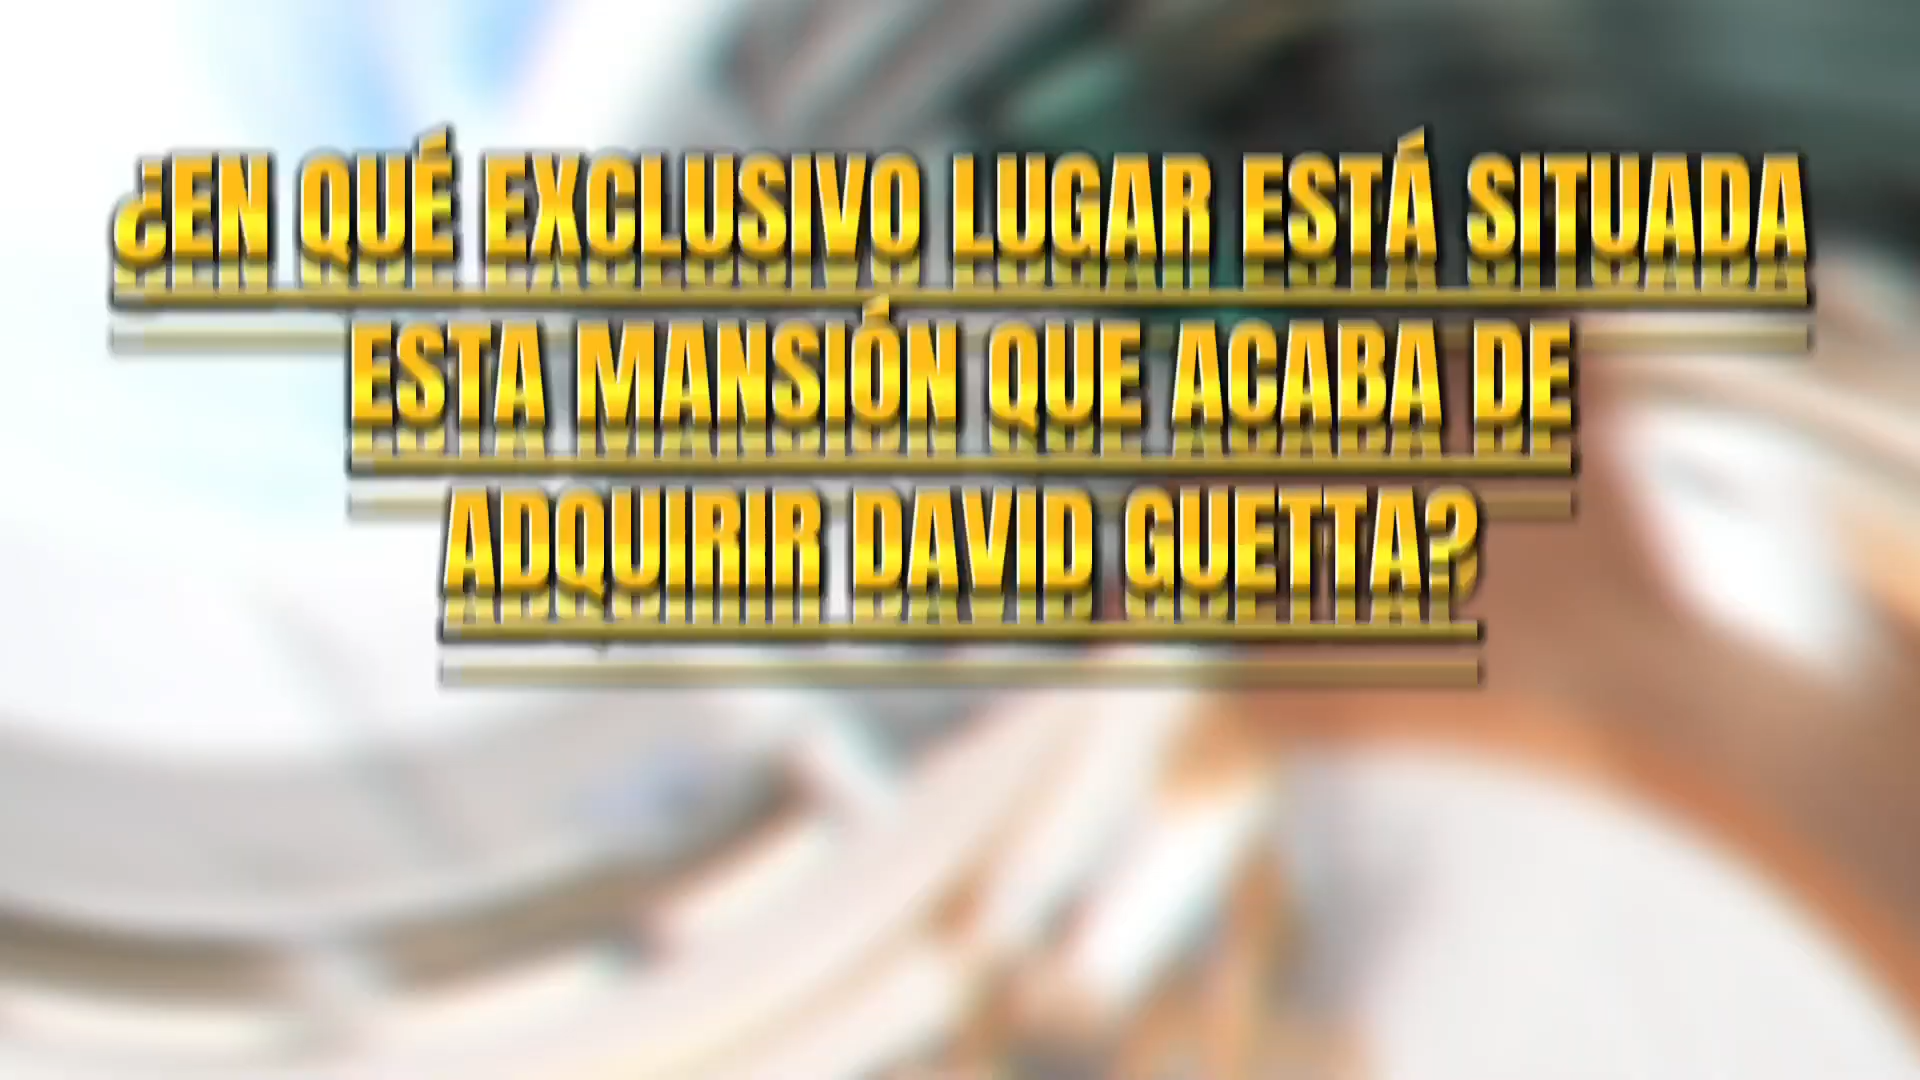 ¿EN QUÉ EXCLUSIVO LUGAR ESTÁ SITUADA
ESTA MANSIÓN QUE ACABA DE
ADQUIRIR DAVID GUETTA?